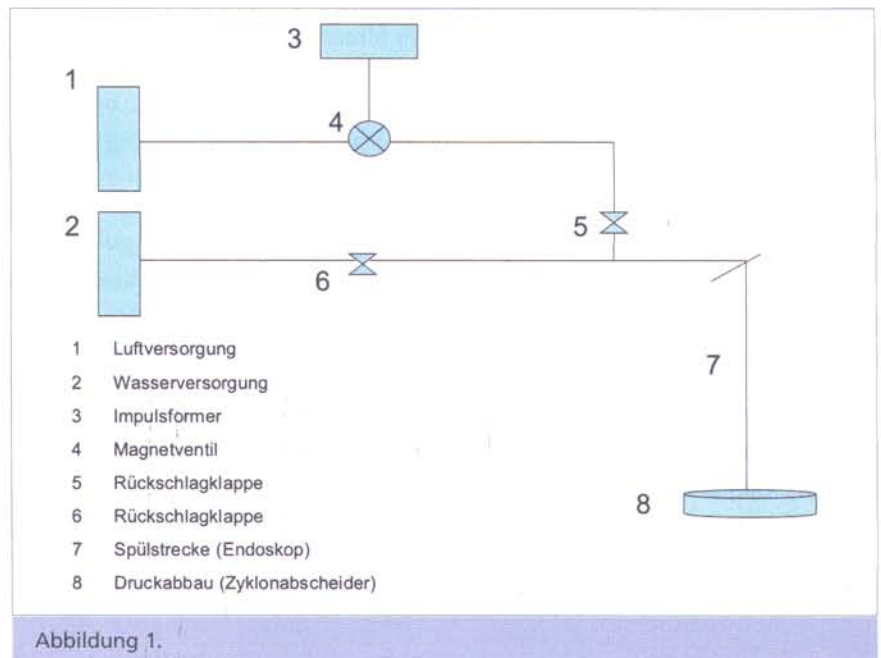 3
1
4
2
5
6
1 Luftversorgung
2 Wasserversorgung
3 Impulsformer
4 Magnetventil
5 Rückschlagklappe
6 Rückschlagklappe
7 Spülstrecke (Endoskop)
8 Druckabbau (Zyklonabscheider)
7
8
Abbildung 1.